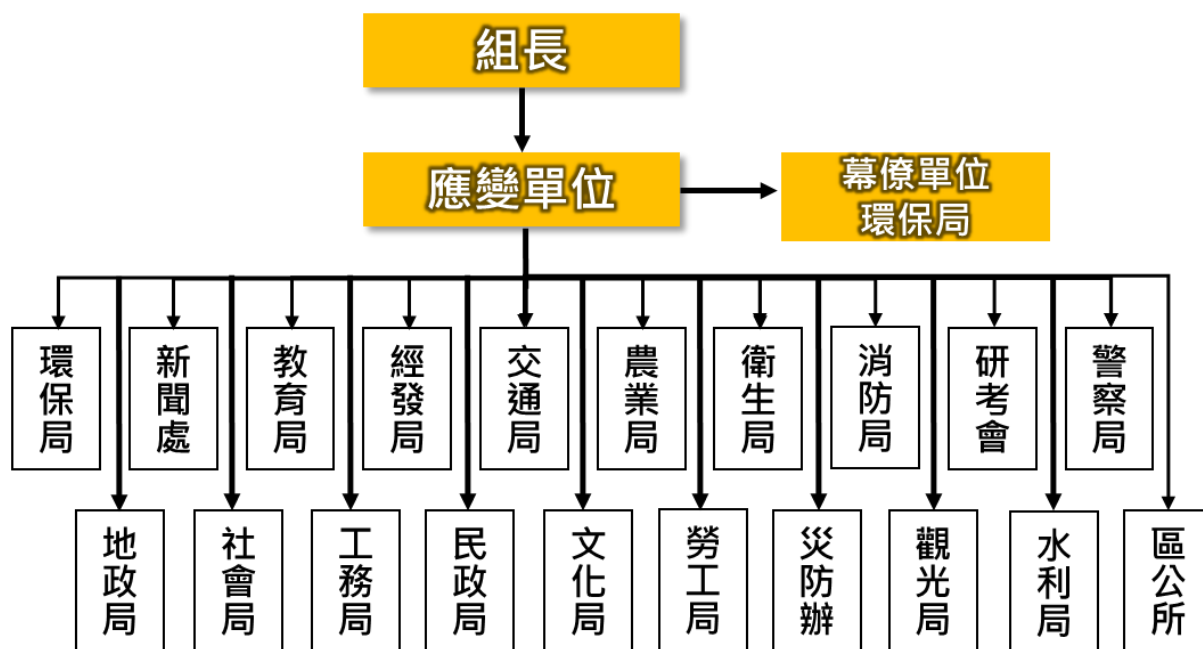 組長
應變單位
幕僚單位
環保局
環保局
新聞處
教育局
經發局
交通局
農業局
衛生局
消防局
研考會
警察局
地政局
社會局
工務局
民政局
文化局
勞工局
災防辦
觀光局
水利局
區公所